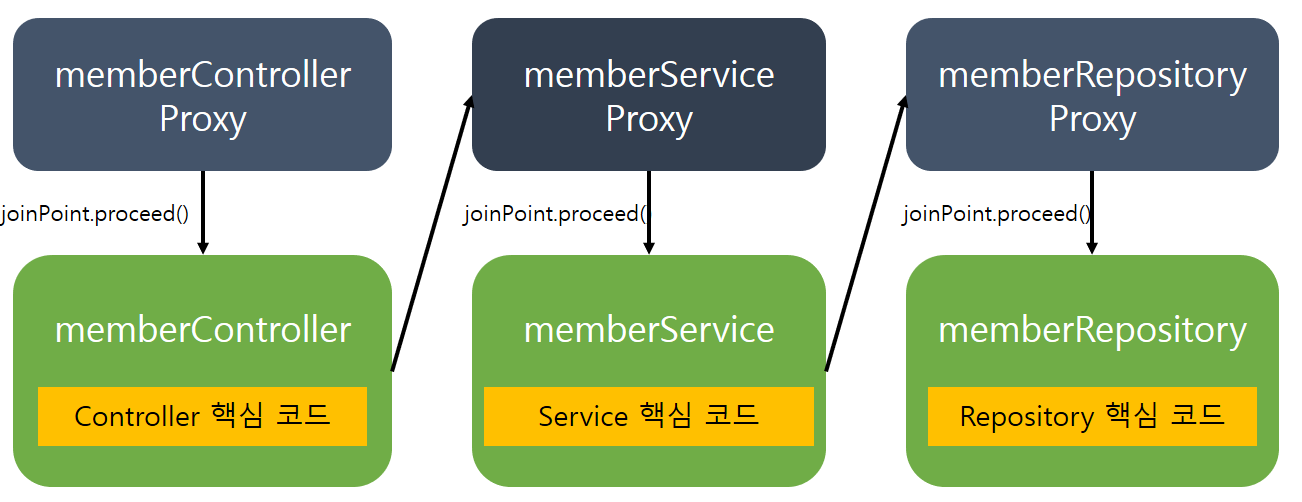 memberController
Proxy
memberService
Proxy
memberRepository
Proxy
joinPoint.proceed()
joinPoint.proceed()
joinPoint.proceed()
memberController
memberService
memberRepository
Controller 핵심 코드
Service 핵심 코드
Repository 핵심 코드